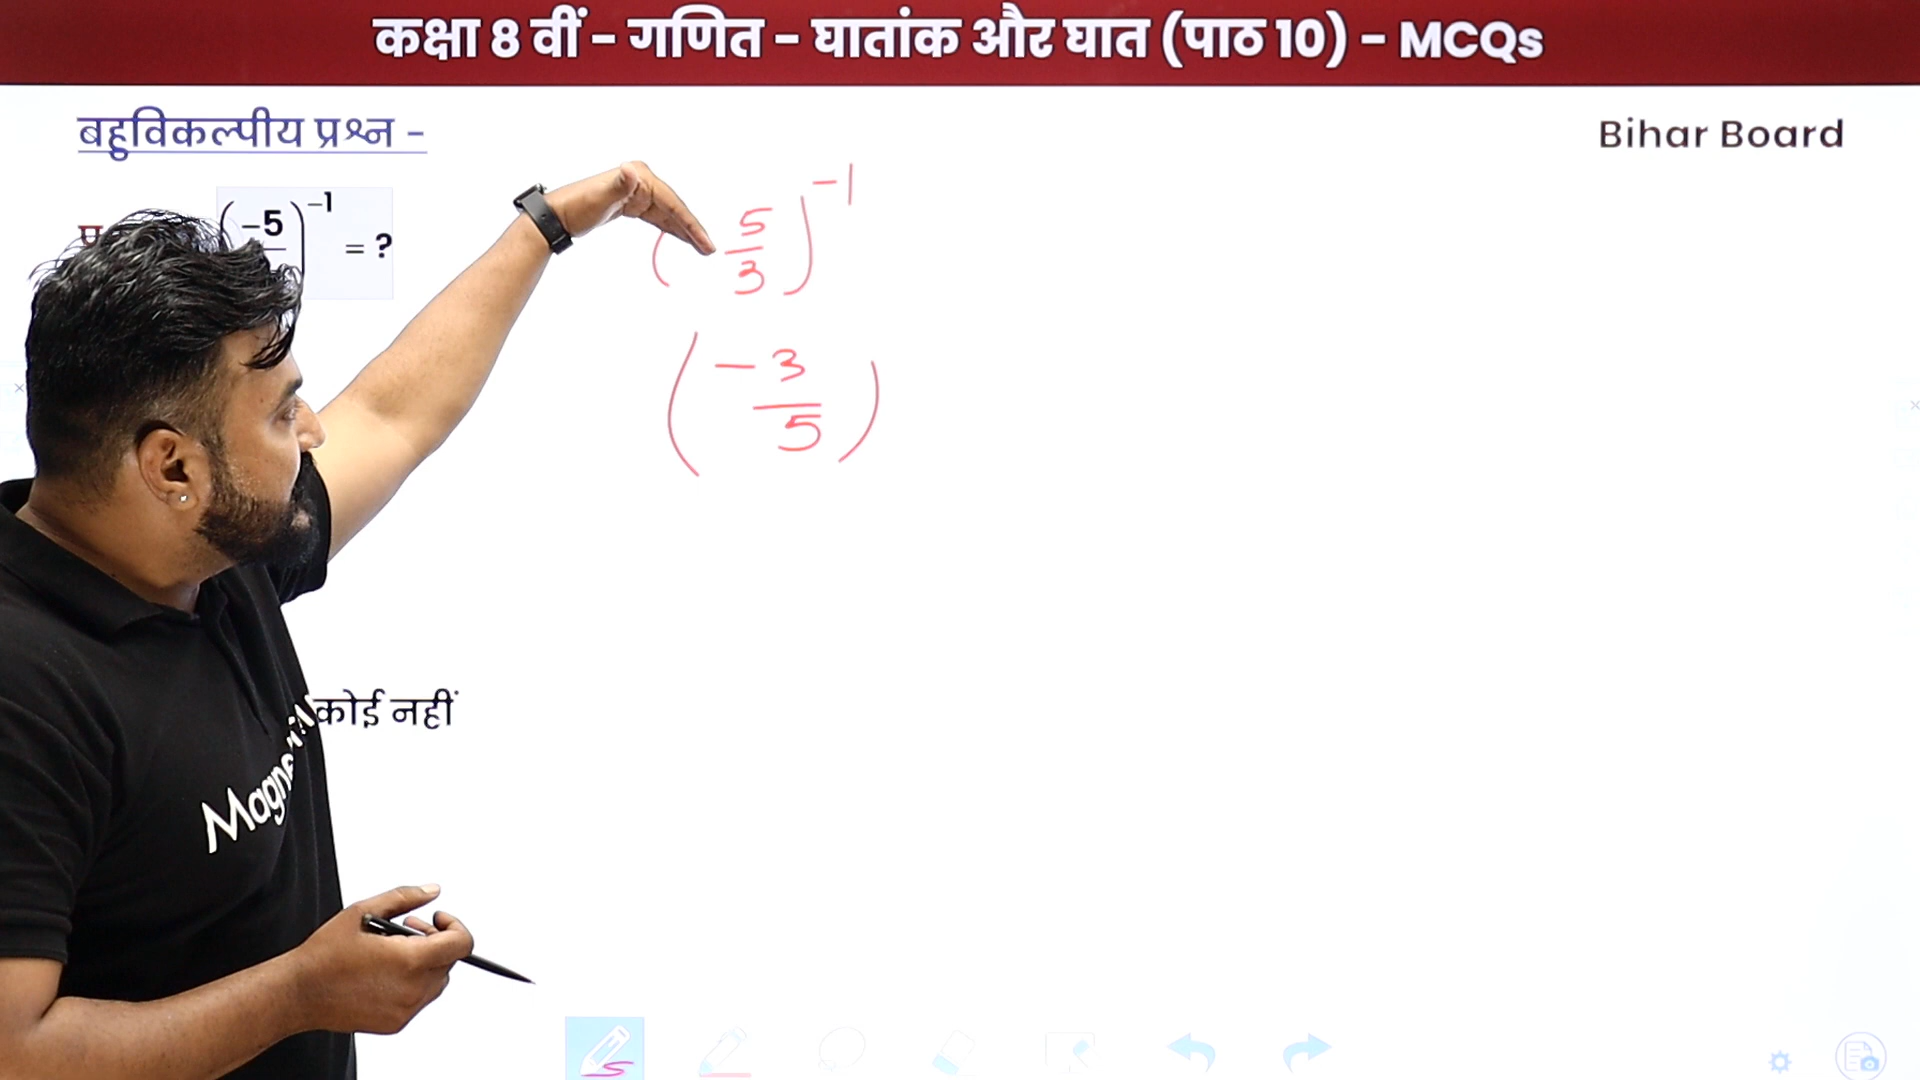 कक्षा 8 वीं - गणित - घातांक और घात (पाठ 10) - MCQs
बहुविकल्पीय प्रश्न -
Bihar Board
(-5)⁻¹ = ?
(5/3)⁻¹
(-3/5)
कोई नहीं